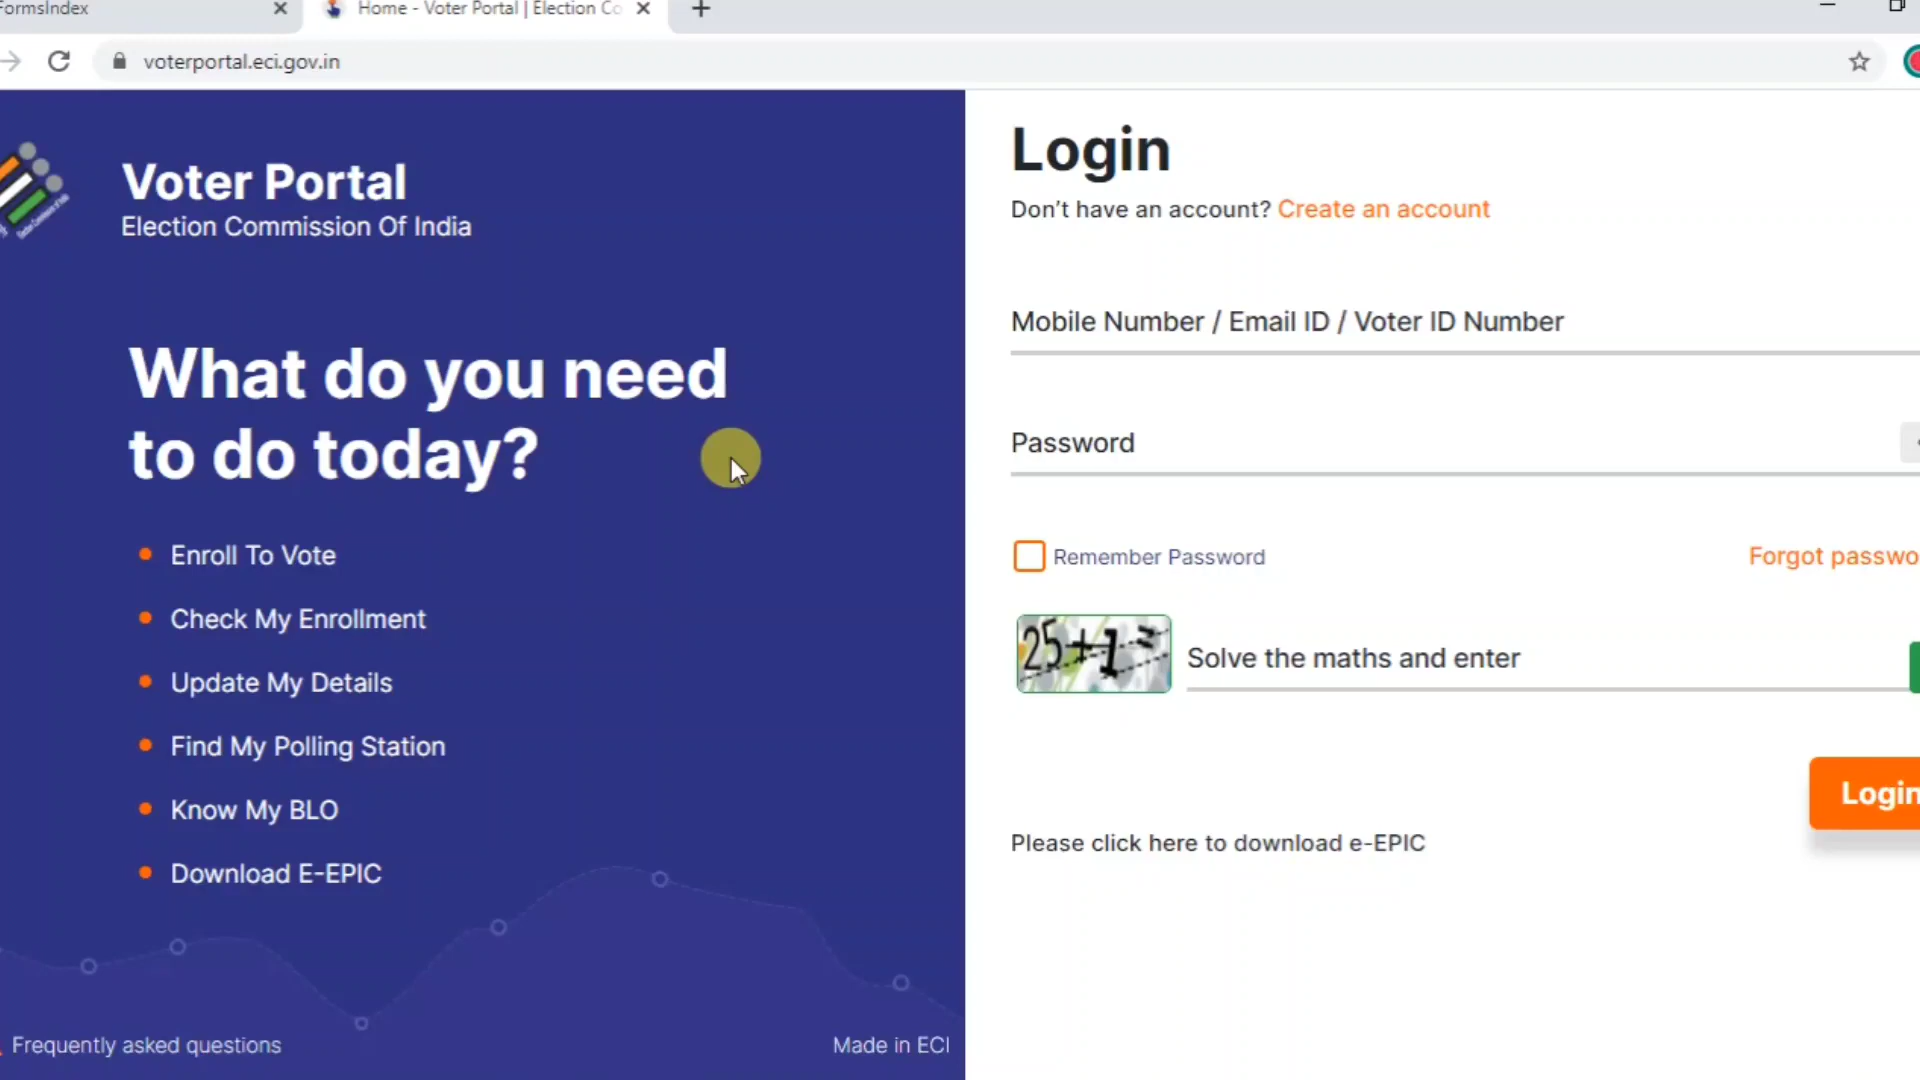 FormsIndex
Home - Voter Portal | Election Co
voterportal.eci.gov.in
Voter Portal
Election Commission Of India
What do you need
to do today?
Enroll To Vote
Check My Enrollment
Update My Details
Find My Polling Station
Know My BLO
Download E-EPIC
Frequently asked questions
Made in ECI
Login
Don't have an account? Create an account
Mobile Number / Email ID / Voter ID Number
Password
Remember Password
Forgot passwo
25+1=
Solve the maths and enter
Login
Please click here to download e-EPIC